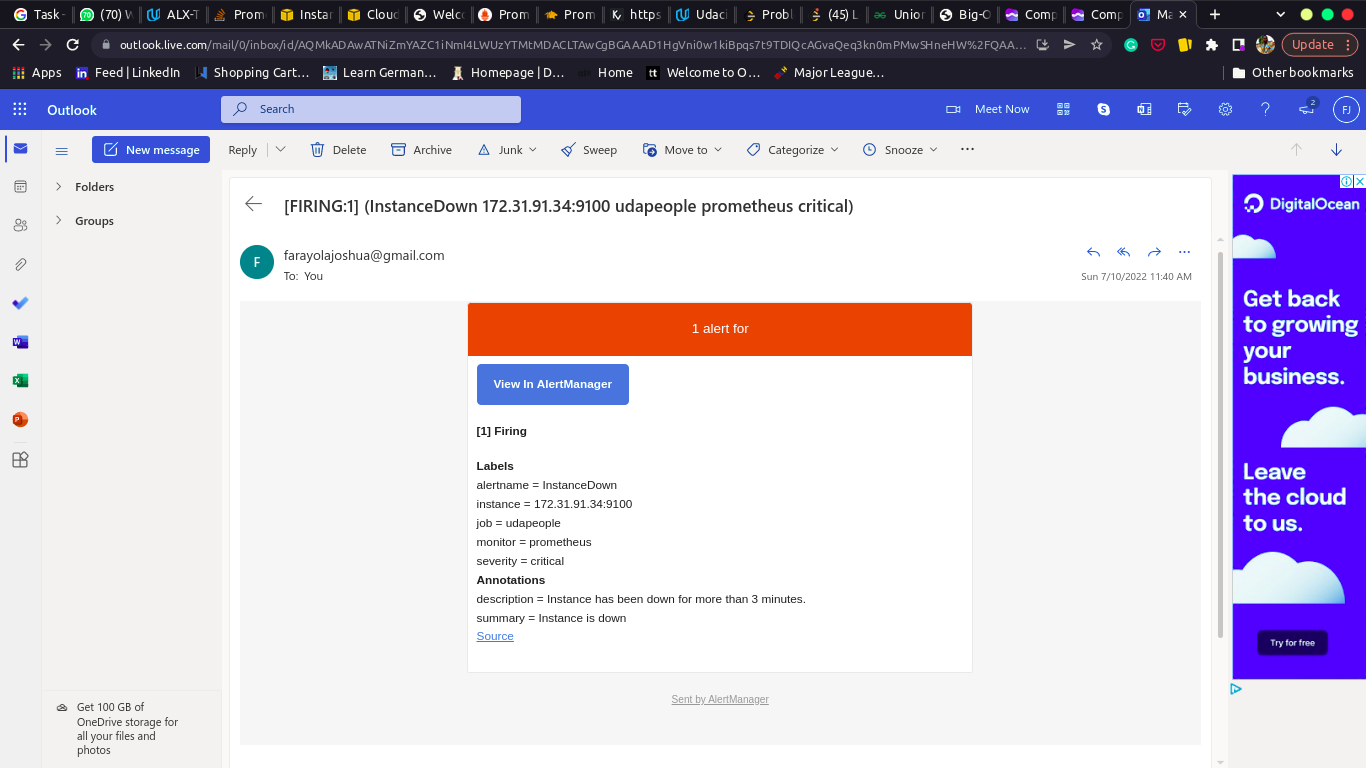 Task -
(70) W
ALX-T
Prome
Instan
Cloud
Welco
Prom
Prom
https
Udaci
Probl
(45) L
Union
Big-O
Comp
Comp
Ma
outlook.live.com/mail/0/inbox/id/AQMkADAwATNiZmYAZC1iNml4LWUzYTMtMDACLTAwCgBGAAAD1HgVni0w1kiBpqs7t9TDIQcAGvaQeq3kn0mPMwSHneHW%2FQAA...
Update
Apps
Feed | LinkedIn
Shopping Cart...
Learn German...
Homepage | D...
Home
tt
Welcome to O...
Major League...
Other bookmarks
Outlook
Search
Meet Now
2
FJ
New message
Reply
Delete
Archive
Junk
Sweep
Move to
Categorize
Snooze
Folders
Groups
[FIRING:1] (InstanceDown 172.31.91.34:9100 udapeople prometheus critical)
F
farayolajoshua@gmail.com
To: You
Sun 7/10/2022 11:40 AM
1 alert for
View In AlertManager
[1] Firing
Labels
alertname = InstanceDown
instance = 172.31.91.34:9100
job = udapeople
monitor = prometheus
severity = critical
Annotations
description = Instance has been down for more than 3 minutes.
summary = Instance is down
Source
Sent by AlertManager
Get 100 GB of
OneDrive storage for
all your files and
photos
DigitalOcean
Get back
to growing
your
business.
Leave
the cloud
to us.
Try for free